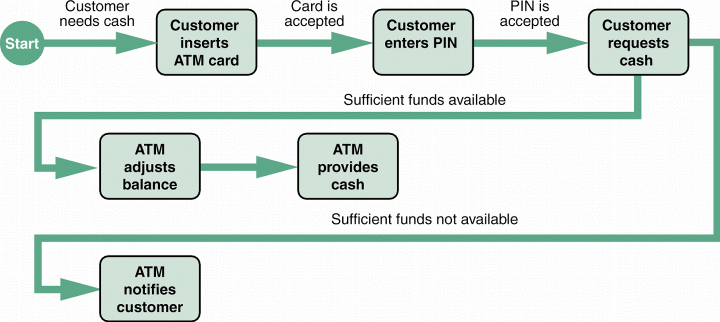 Customer
needs cash
Card is
accepted
PIN is
accepted
Start
Customer
inserts
ATM card
Customer
enters PIN
Customer
requests
cash
Sufficient funds available
ATM
adjusts
balance
ATM
provides
cash
Sufficient funds not available
ATM
notifies
customer